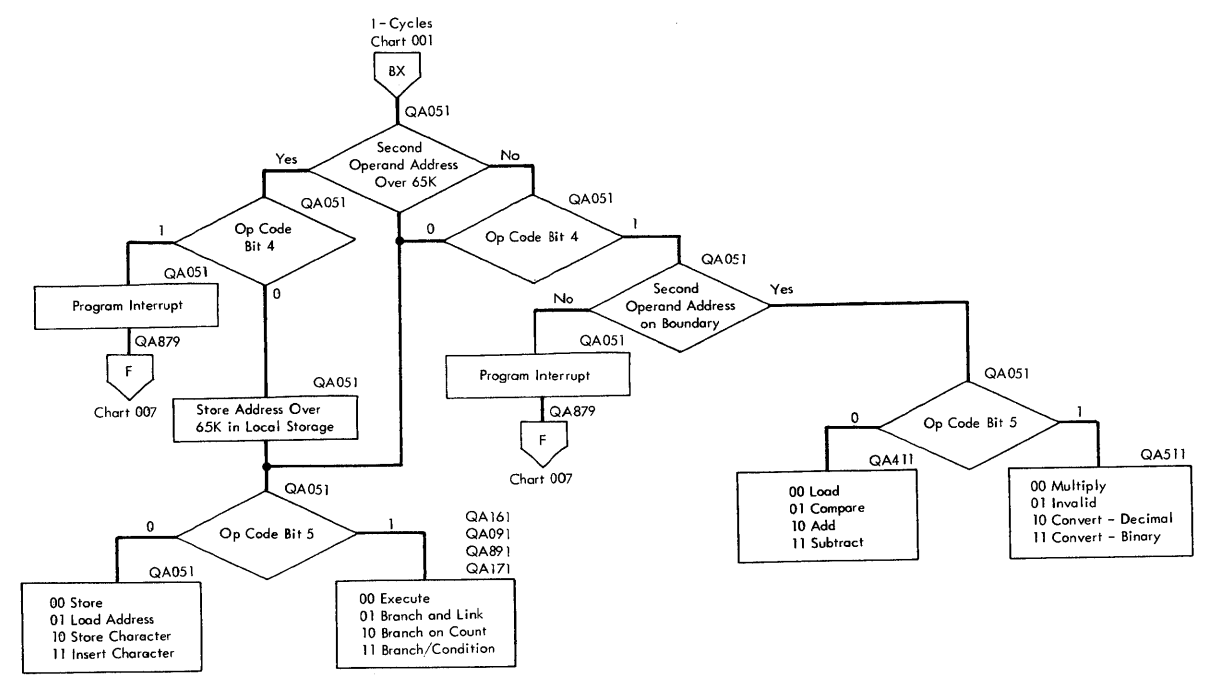 1-Cycles
Chart 001
BX
QA051
Second
Operand Address
Over 65K
Yes
No
QA051
Op Code
Bit 4
1
0
QA051
Program Interrupt
QA879
F
Chart 007
QA051
Store Address Over
65K in Local Storage
QA051
Op Code Bit 4
0
1
QA051
Second
Operand Address
on Boundary
No
Yes
QA051
Program Interrupt
QA879
F
Chart 007
QA051
Op Code Bit 5
0
1
QA411
00 Load
01 Compare
10 Add
11 Subtract
QA511
00 Multiply
01 Invalid
10 Convert - Decimal
11 Convert - Binary
QA051
Op Code Bit 5
0
1
QA051
00 Store
01 Load Address
10 Store Character
11 Insert Character
QA161
QA091
QA891
QA171
00 Execute
01 Branch and Link
10 Branch on Count
11 Branch/Condition